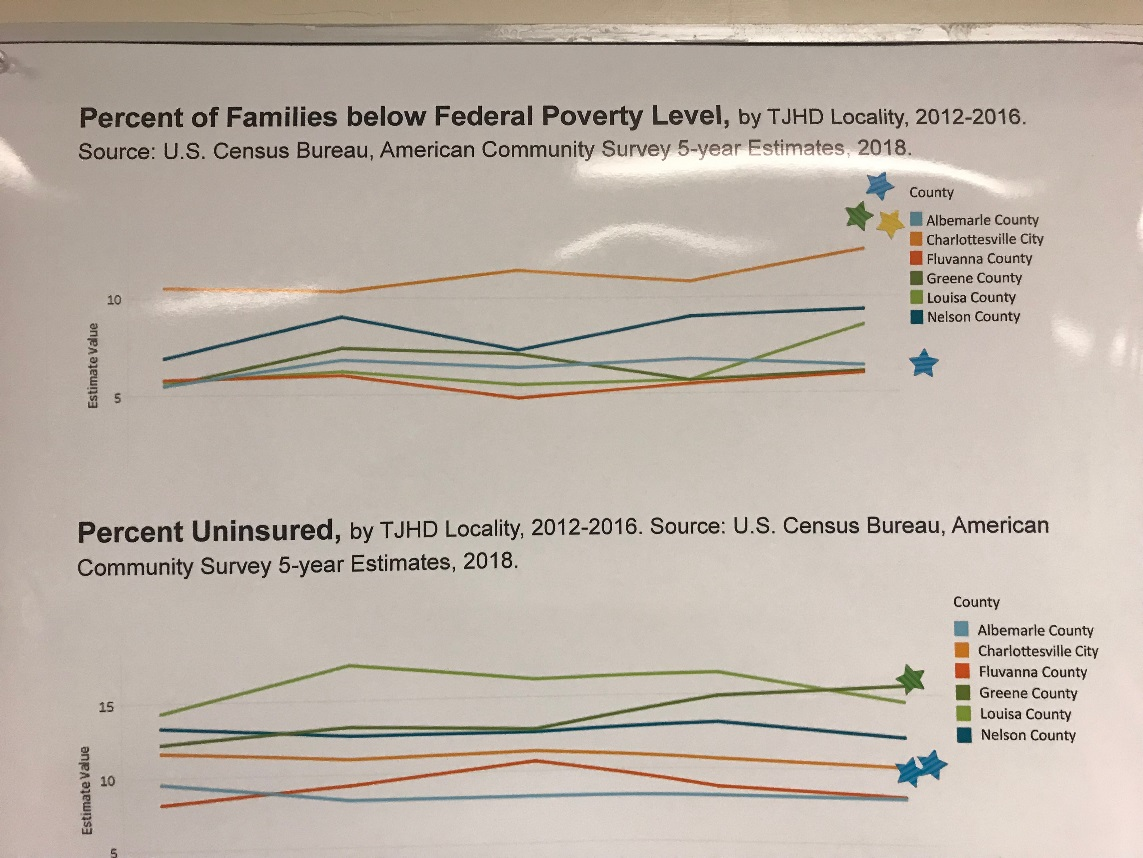 Percent of Families below Federal Poverty Level, by TJHD Locality, 2012-2016.
Source: U.S. Census Bureau, American Community Survey 5-year Estimates, 2018.
County
Albemarle County
Charlottesville City
Fluvanna County
Greene County
Louisa County
Nelson County
10
Estimate Value
5
Percent Uninsured, by TJHD Locality, 2012-2016. Source: U.S. Census Bureau, American
Community Survey 5-year Estimates, 2018.
County
Albemarle County
Charlottesville City
Fluvanna County
Greene County
Louisa County
Nelson County
15
10
Estimate Value
5